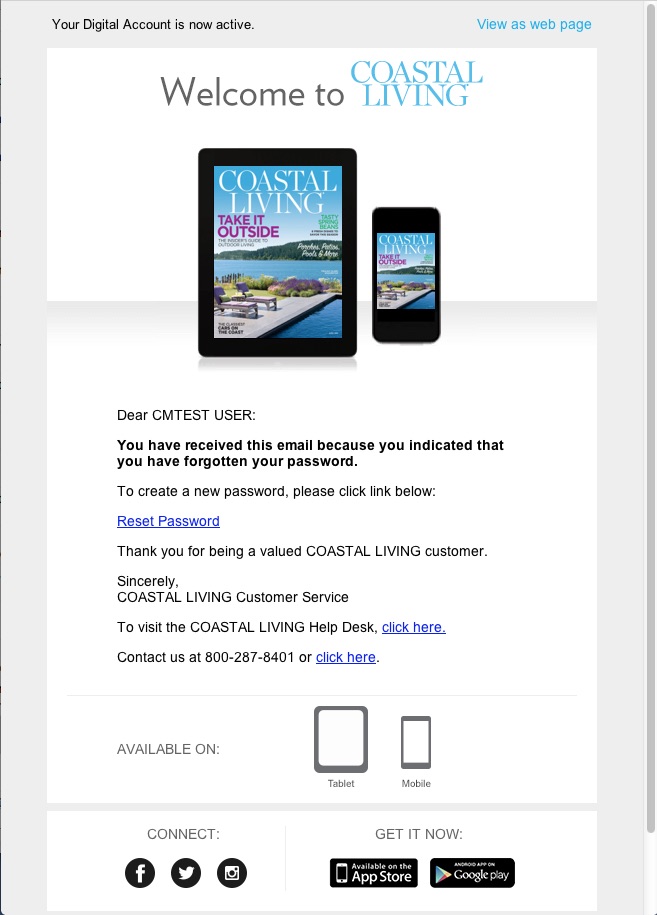 Your Digital Account is now active.
View as web page
Welcome to COASTAL
LIVING
COASTAL
LIVING
TAKE IT
OUTSIDE
THE INSIDER'S GUIDE TO
OUTDOOR LIVING
TASTY
SPRING
BEANS
Porches, Patios,
Pools & More
THE CLASSIEST
CARS ON
THE COAST
COASTAL
LIVING
TAKE IT
OUTSIDE
Porches, Patios,
Pools & More
Dear CMTEST USER:
You have received this email because you indicated that
you have forgotten your password.
To create a new password, please click link below:
Reset Password
Thank you for being a valued COASTAL LIVING customer.
Sincerely,
COASTAL LIVING Customer Service
To visit the COASTAL LIVING Help Desk, click here.
Contact us at 800-287-8401 or click here.
AVAILABLE ON:
Tablet
Mobile
CONNECT:
GET IT NOW:
Available on the
App Store
ANDROID APP ON
Google play